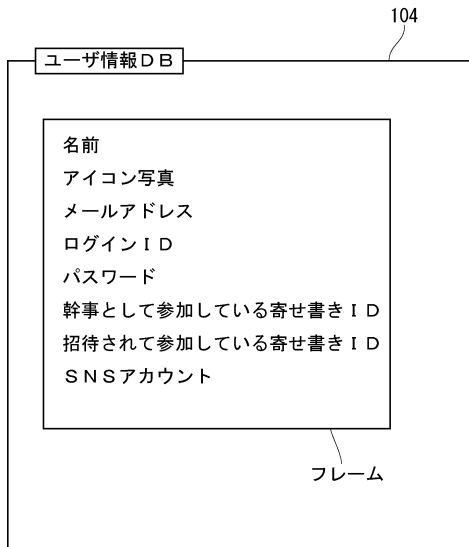 104
ユーザ情報ＤＢ
名前
アイコン写真
メールアドレス
ログインＩＤ
パスワード
幹事として参加している寄せ書きＩＤ
招待されて参加している寄せ書きＩＤ
ＳＮＳアカウント
フレーム